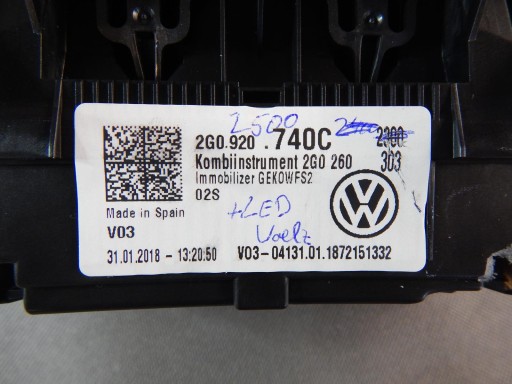 2500
2G0.920 .740C 2300
Kombiinstrument 2G0 260 303
Immobilizer GEKOWFS2
02S
+LED
Made in Spain
V03
31.01.2018 - 13:20:50 V03-04131.01.1872151332